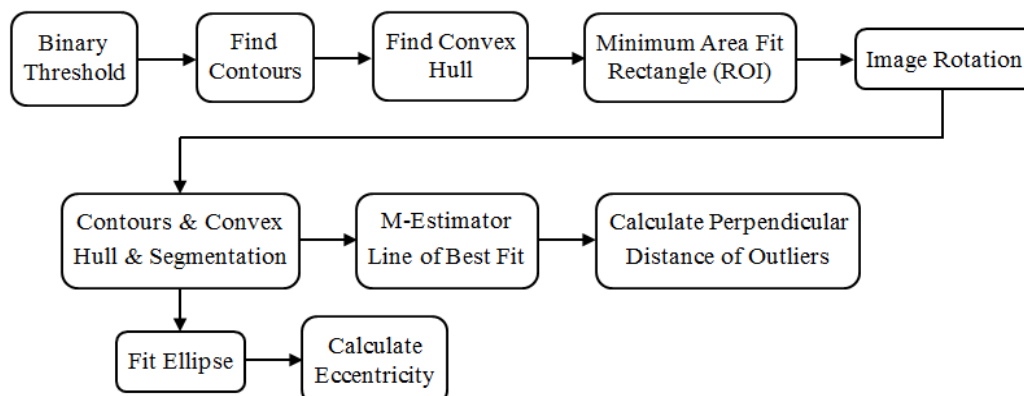 Binary
Threshold
Find
Contours
Find Convex
Hull
Minimum Area Fit
Rectangle (ROI)
Image Rotation
Contours & Convex
Hull & Segmentation
M-Estimator
Line of Best Fit
Calculate Perpendicular
Distance of Outliers
Fit Ellipse
Calculate
Eccentricity